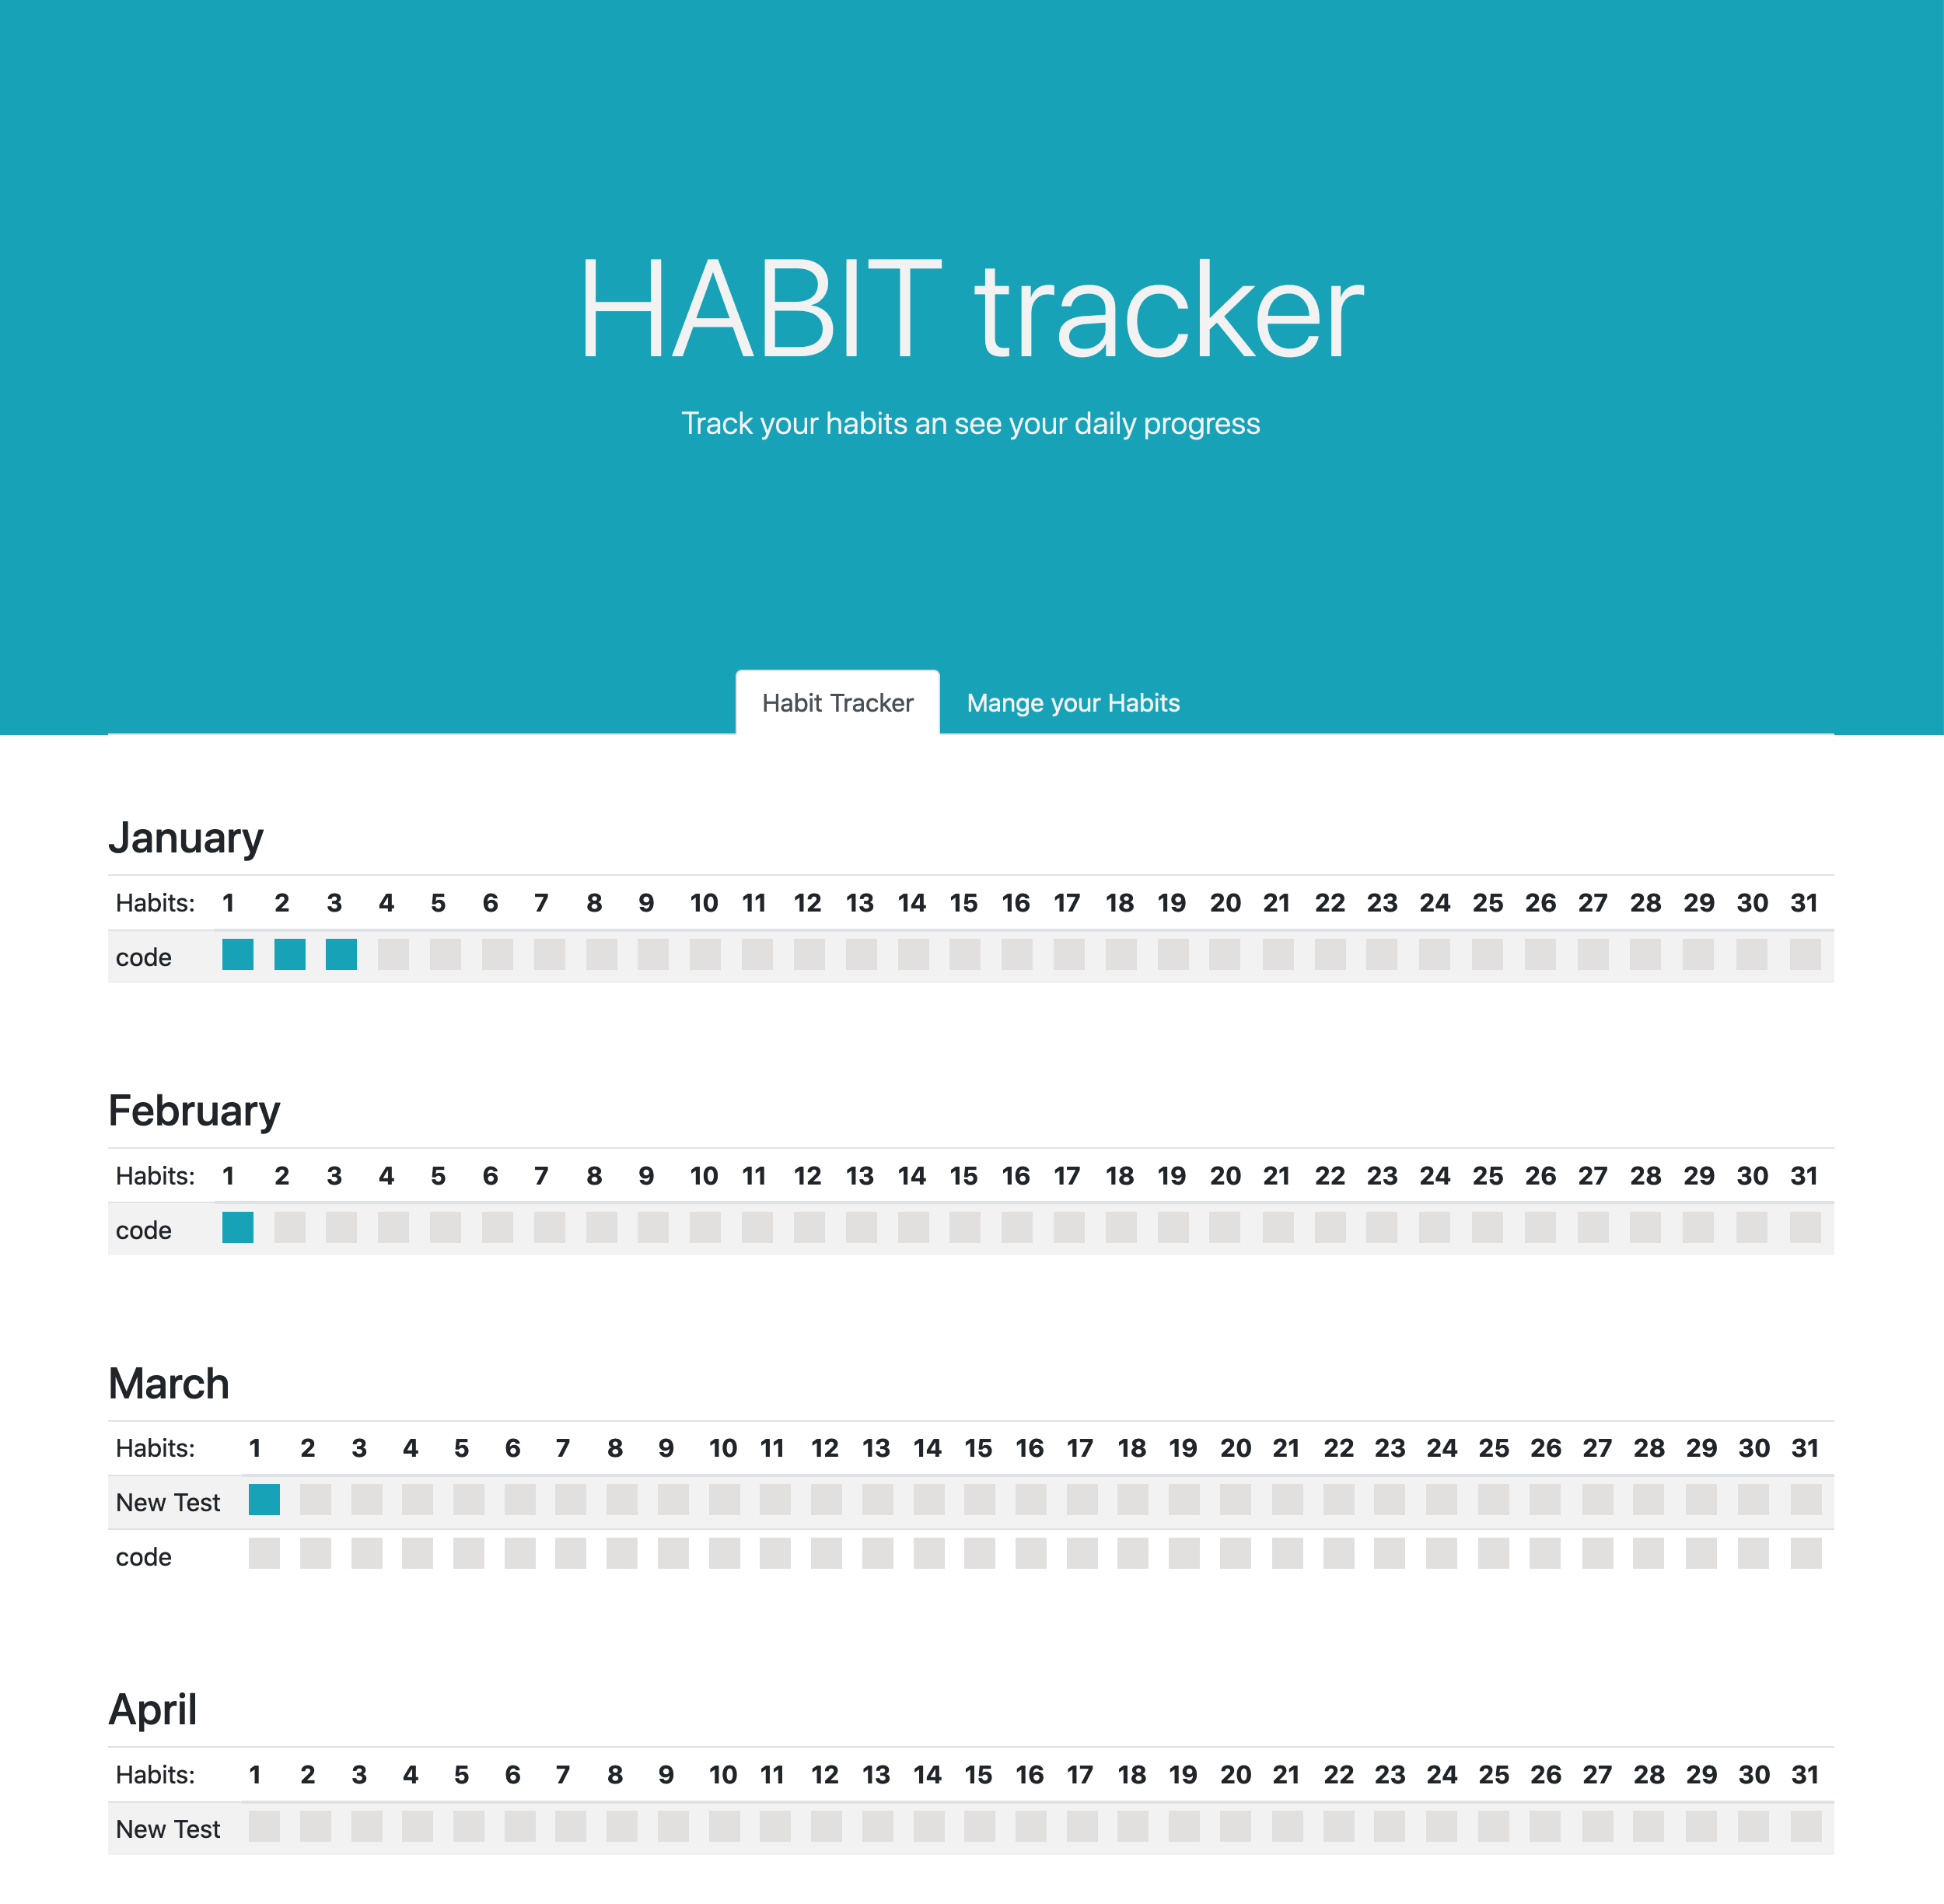 HABIT tracker
Track your habits an see your daily progress
Habit Tracker Mange your Habits
January
Habits: 1 2 3 4 5 6 7 8 9 10 11 12 13 14 15 16 17 18 19 20 21 22 23 24 25 26 27 28 29 30 31
code
February
Habits: 1 2 3 4 5 6 7 8 9 10 11 12 13 14 15 16 17 18 19 20 21 22 23 24 25 26 27 28 29 30 31
code
March
Habits: 1 2 3 4 5 6 7 8 9 10 11 12 13 14 15 16 17 18 19 20 21 22 23 24 25 26 27 28 29 30 31
New Test
code
April
Habits: 1 2 3 4 5 6 7 8 9 10 11 12 13 14 15 16 17 18 19 20 21 22 23 24 25 26 27 28 29 30 31
New Test